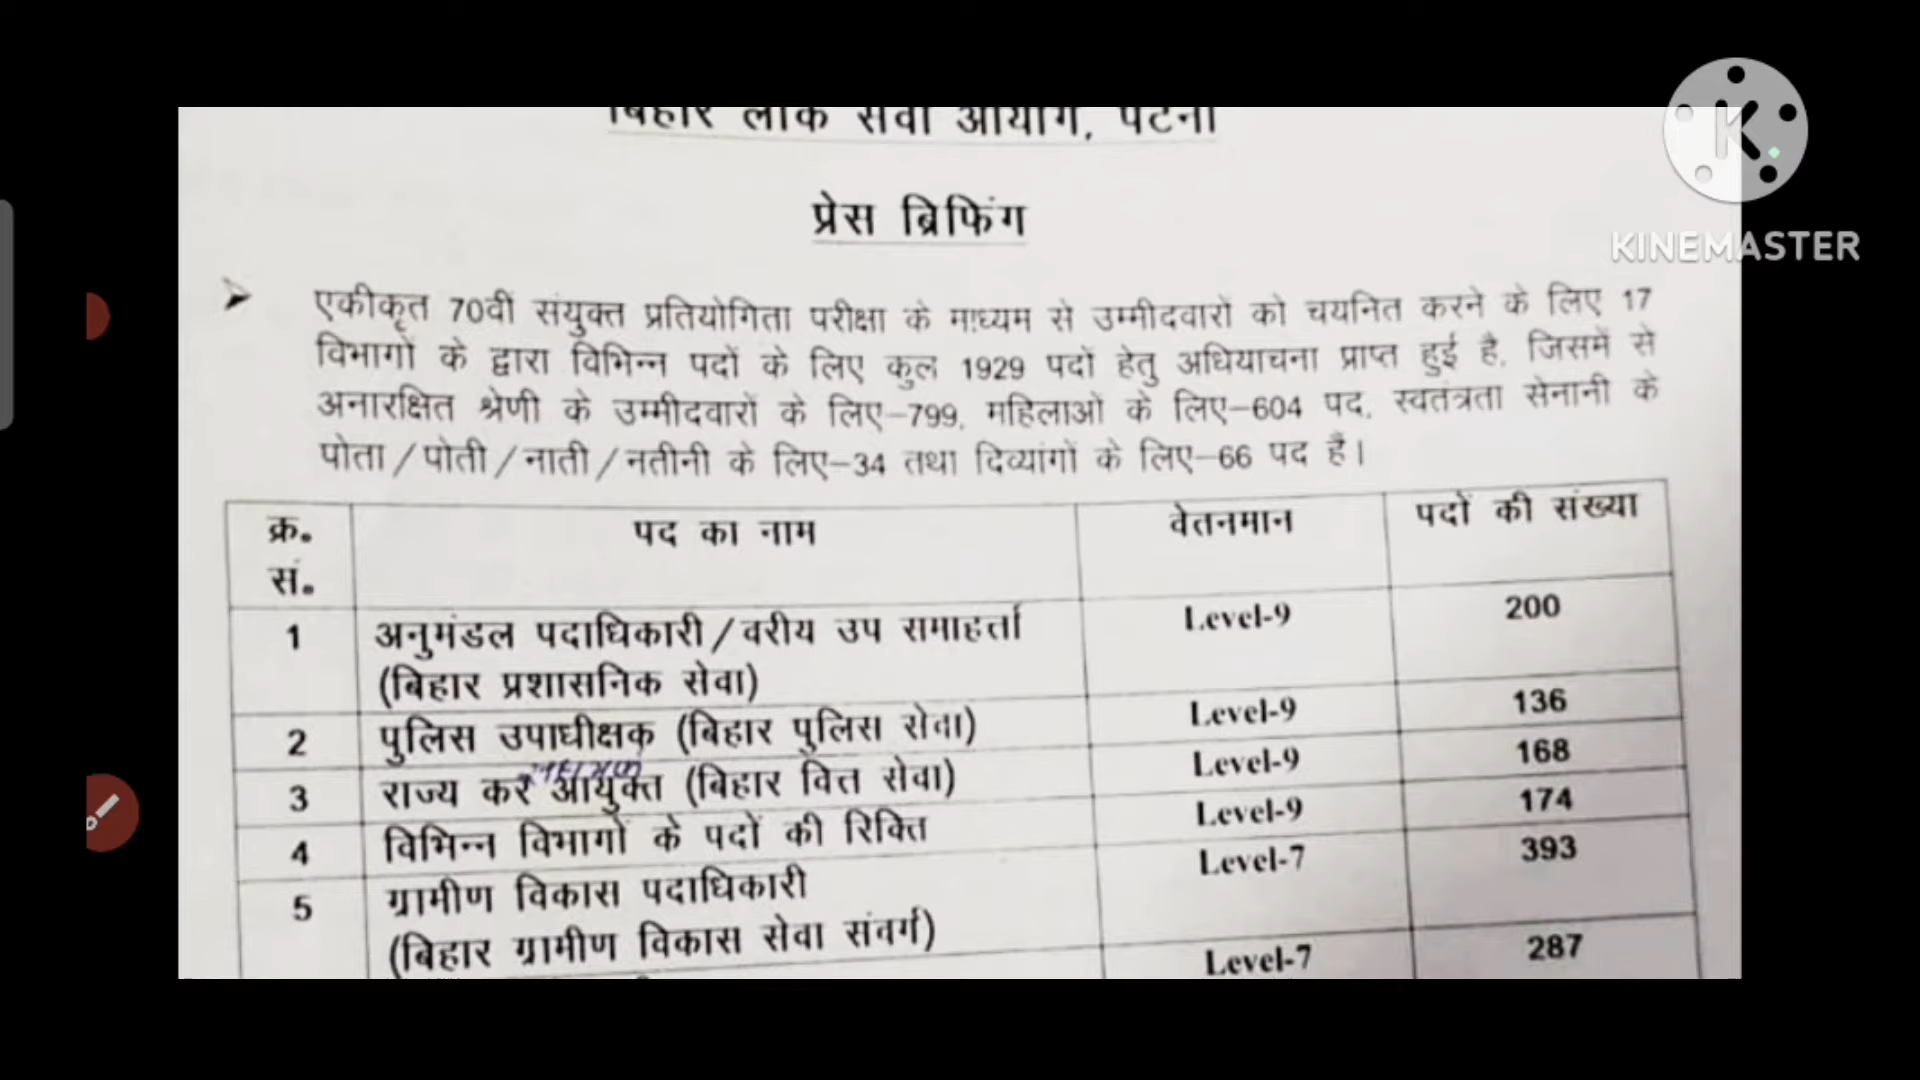 बिहार लोक सेवा आयोग, पटना
KINEMASTER
प्रेस ब्रिफिंग
एकीकृत 70वीं संयुक्त प्रतियोगिता परीक्षा के माध्यम से उम्मीदवारों को चयनित करने के लिए 17
विभागों के द्वारा विभिन्न पदों के लिए कुल 1929 पदों हेतु अधियाचना प्राप्त हुई है, जिसमें से
अनारक्षित श्रेणी के उम्मीदवारों के लिए-799, महिलाओं के लिए-604 पद, स्वतंत्रता सेनानी के
पोता/पोती/नाती/नतीनी के लिए-34 तथा दिव्यांगों के लिए-66 पद है।
क्र. सं. पद का नाम वेतनमान पदों की संख्या
1 अनुमंडल पदाधिकारी/वरीय उप समाहर्त्ता Level-9 200
(बिहार प्रशासनिक सेवा)
2 पुलिस उपाधीक्षक (बिहार पुलिस सेवा) Level-9 136
सहायक
3 राज्य कर आयुक्त (बिहार वित्त सेवा) Level-9 168
4 विभिन्न विभागों के पदों की रिक्ति Level-9 174
5 ग्रामीण विकास पदाधिकारी Level-7 393
(बिहार ग्रामीण विकास सेवा संवर्ग)
Level-7 287